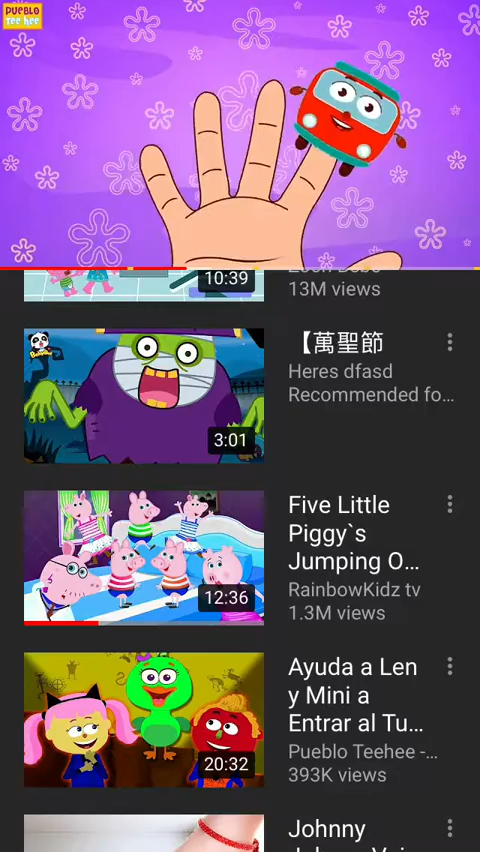 PUEBLO
Tee hee
10:39
13M views
【萬聖節
Heres dfasd
Recommended fo…
3:01
Five Little
Piggy`s
Jumping O…
RainbowKidz tv
1.3M views
12:36
Ayuda a Len
y Mini a
Entrar al Tu…
Pueblo Teehee -…
393K views
20:32
Johnny